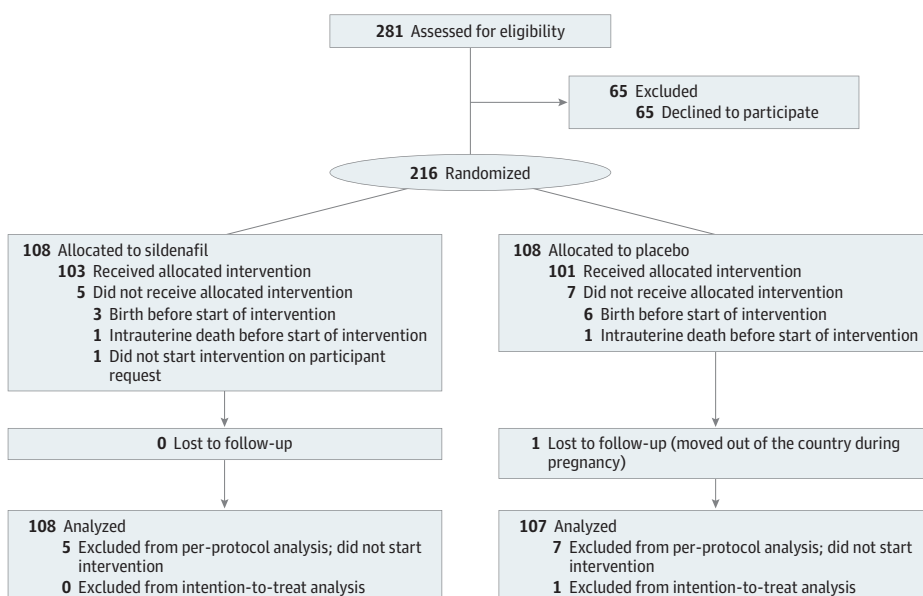 281 Assessed for eligibility
65 Excluded
65 Declined to participate
216 Randomized
108 Allocated to sildenafil
103 Received allocated intervention
5 Did not receive allocated intervention
3 Birth before start of intervention
1 Intrauterine death before start of intervention
1 Did not start intervention on participant
request
108 Allocated to placebo
101 Received allocated intervention
7 Did not receive allocated intervention
6 Birth before start of intervention
1 Intrauterine death before start of intervention
0 Lost to follow-up
1 Lost to follow-up (moved out of the country during
pregnancy)
108 Analyzed
5 Excluded from per-protocol analysis; did not start
intervention
0 Excluded from intention-to-treat analysis
107 Analyzed
7 Excluded from per-protocol analysis; did not start
intervention
1 Excluded from intention-to-treat analysis